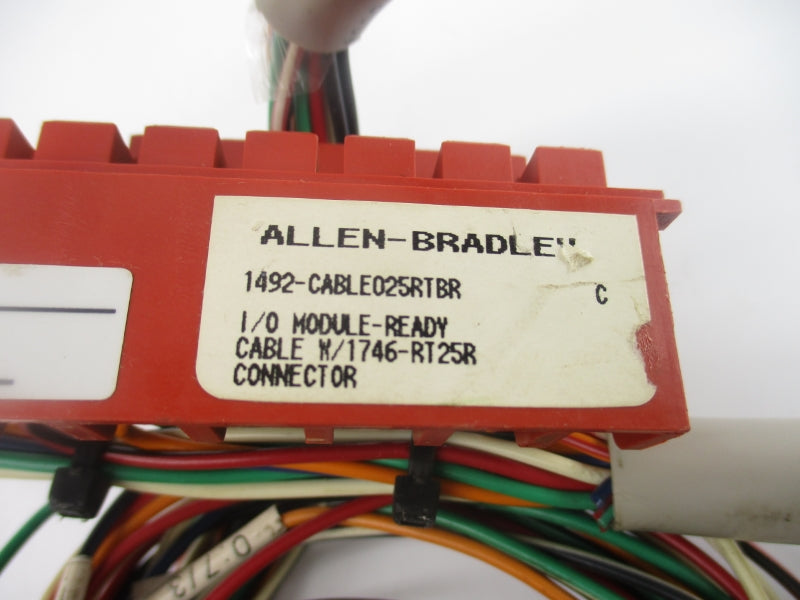 ALLEN-BRADLEY
1492-CABLE025RTBR C
I/O MODULE-READY
CABLE W/1746-RT25R
CONNECTOR